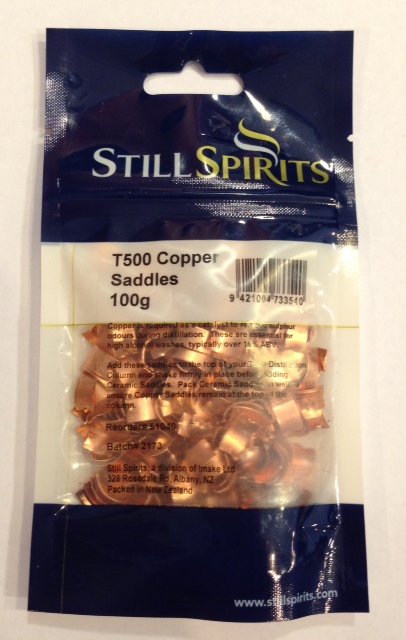 STILL SPIRITS
T500 Copper
Saddles
100g
9 421004 733540
Copper is required as a catalyst to remove sulphur
odours during distillation. These are essential for
high alcohol washes, typically over 16% ABV.
Add these saddles to the top of your Distillation
Column and shake firmly in place before adding
Ceramic Saddles. Pack Ceramic Saddles in well
ensure Copper Saddles remain at the top of the
column.
Reorder#
Batch# 2173
Still Spirits, a division of Imake Ltd
328 Rosedale Rd, Albany, NZ
Packed in New Zealand
www.stillspirits.com